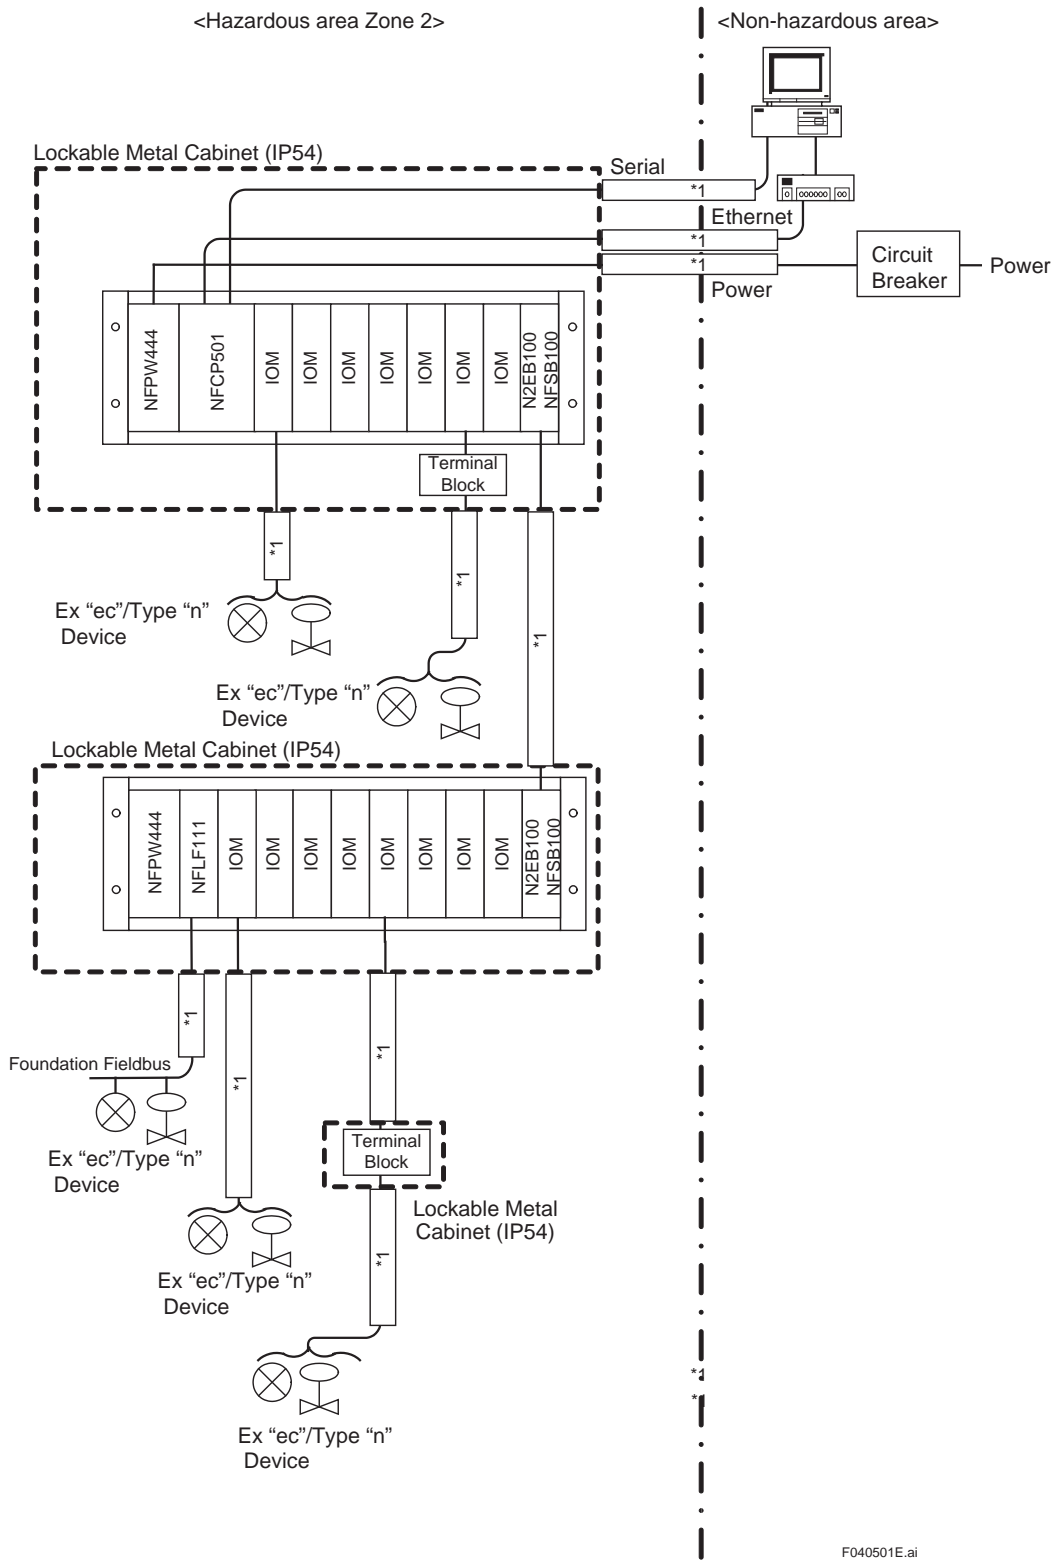 <Hazardous area Zone 2>
<Non-hazardous area>
Lockable Metal Cabinet (IP54)
Serial
*1
Ethernet
*1
*1
Power
Circuit
Breaker
Power
NFPW444
NFCP501
IOM
IOM
IOM
IOM
IOM
IOM
IOM
N2EB100
NFSB100
Terminal
Block
*1
*1
*1
Ex “ec”/Type “n”
Device
Ex “ec”/Type “n”
Device
Lockable Metal Cabinet (IP54)
NFPW444
NFLF111
IOM
IOM
IOM
IOM
IOM
IOM
IOM
IOM
N2EB100
NFSB100
*1
*1
*1
Foundation Fieldbus
Ex “ec”/Type “n”
Device
Terminal
Block
Lockable Metal
Cabinet (IP54)
*1
Ex “ec”/Type “n”
Device
Ex “ec”/Type “n”
Device
*1
*1
F040501E.ai